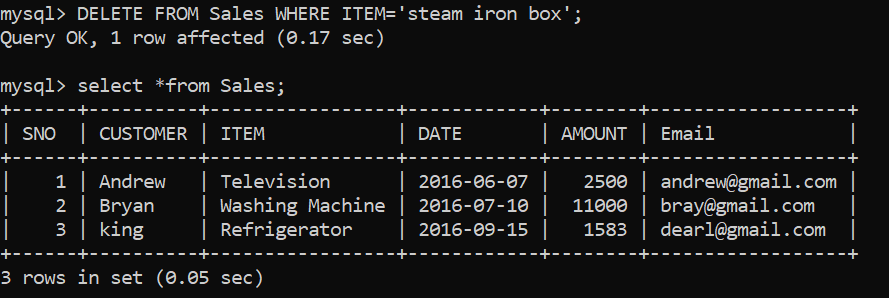 mysql> DELETE FROM Sales WHERE ITEM='steam iron box';
Query OK, 1 row affected (0.17 sec)
mysql> select *from Sales;
+------+----------+-----------------+------------+--------+------------------+
| SNO  | CUSTOMER | ITEM            | DATE       | AMOUNT | Email            |
+------+----------+-----------------+------------+--------+------------------+
|    1 | Andrew   | Television      | 2016-06-07 |   2500 | andrew@gmail.com |
|    2 | Bryan    | Washing Machine | 2016-07-10 |  11000 | bray@gmail.com   |
|    3 | king     | Refrigerator    | 2016-09-15 |   1583 | dearl@gmail.com  |
+------+----------+-----------------+------------+--------+------------------+
3 rows in set (0.05 sec)